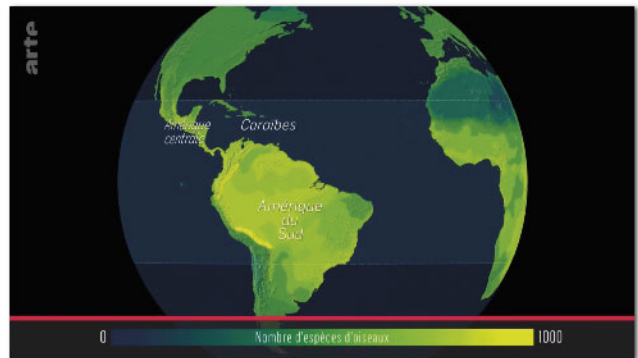 arte
Amérique
centrale
Caraïbes
Amérique
du
Sud
0
Nombre d'espèces d'oiseaux
1000